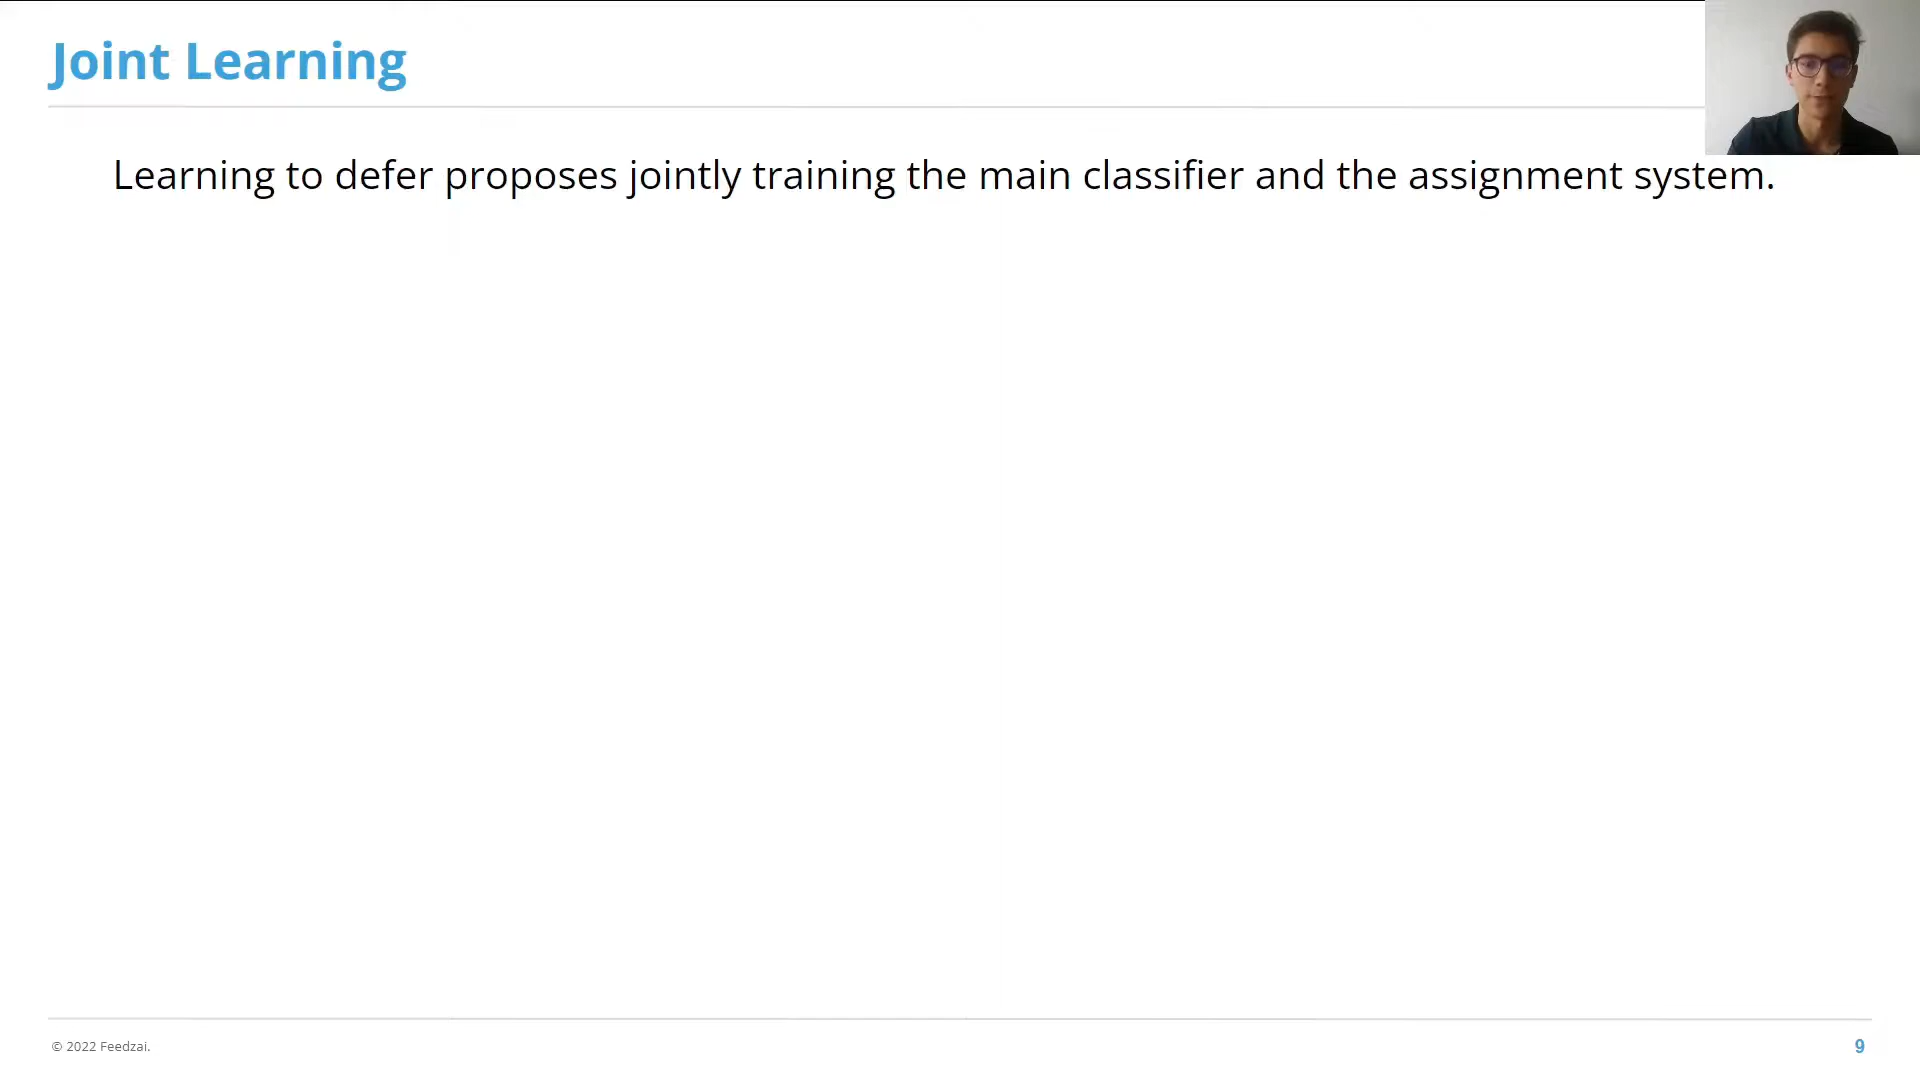 Joint Learning
Learning to defer proposes jointly training the main classifier and the assignment system.
© 2022 Feedzai.
9